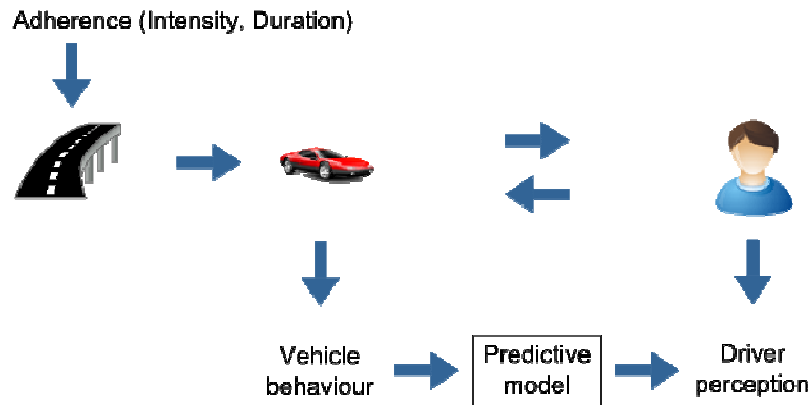 Adherence (Intensity, Duration)
Vehicle
behaviour
Predictive
model
Driver
perception